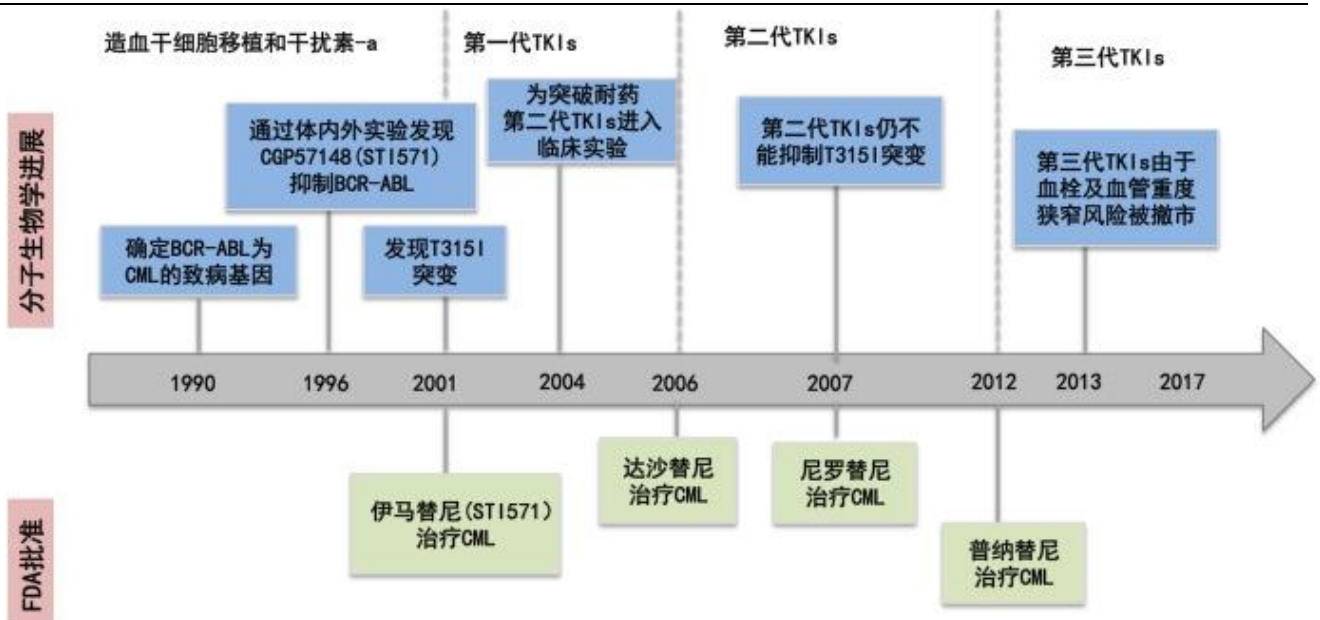 造血干细胞移植和干扰素-a
第一代TKIs
第二代TKIs
第三代TKIs
分子生物学进展
确定BCR-ABL为
CML的致病基因
通过体内外实验发现
CGP57148(STI571)
抑制BCR-ABL
发现T315I
突变
为突破耐药
第二代TKIs进入
临床实验
第二代TKIs仍不
能抑制T315I突变
第三代TKIs由于
血栓及血管重度
狭窄风险被撤市
1990
1996
2001
2004
2006
2007
2012
2013
2017
FDA批准
伊马替尼(STI571)
治疗CML
达沙替尼
治疗CML
尼罗替尼
治疗CML
普纳替尼
治疗CML